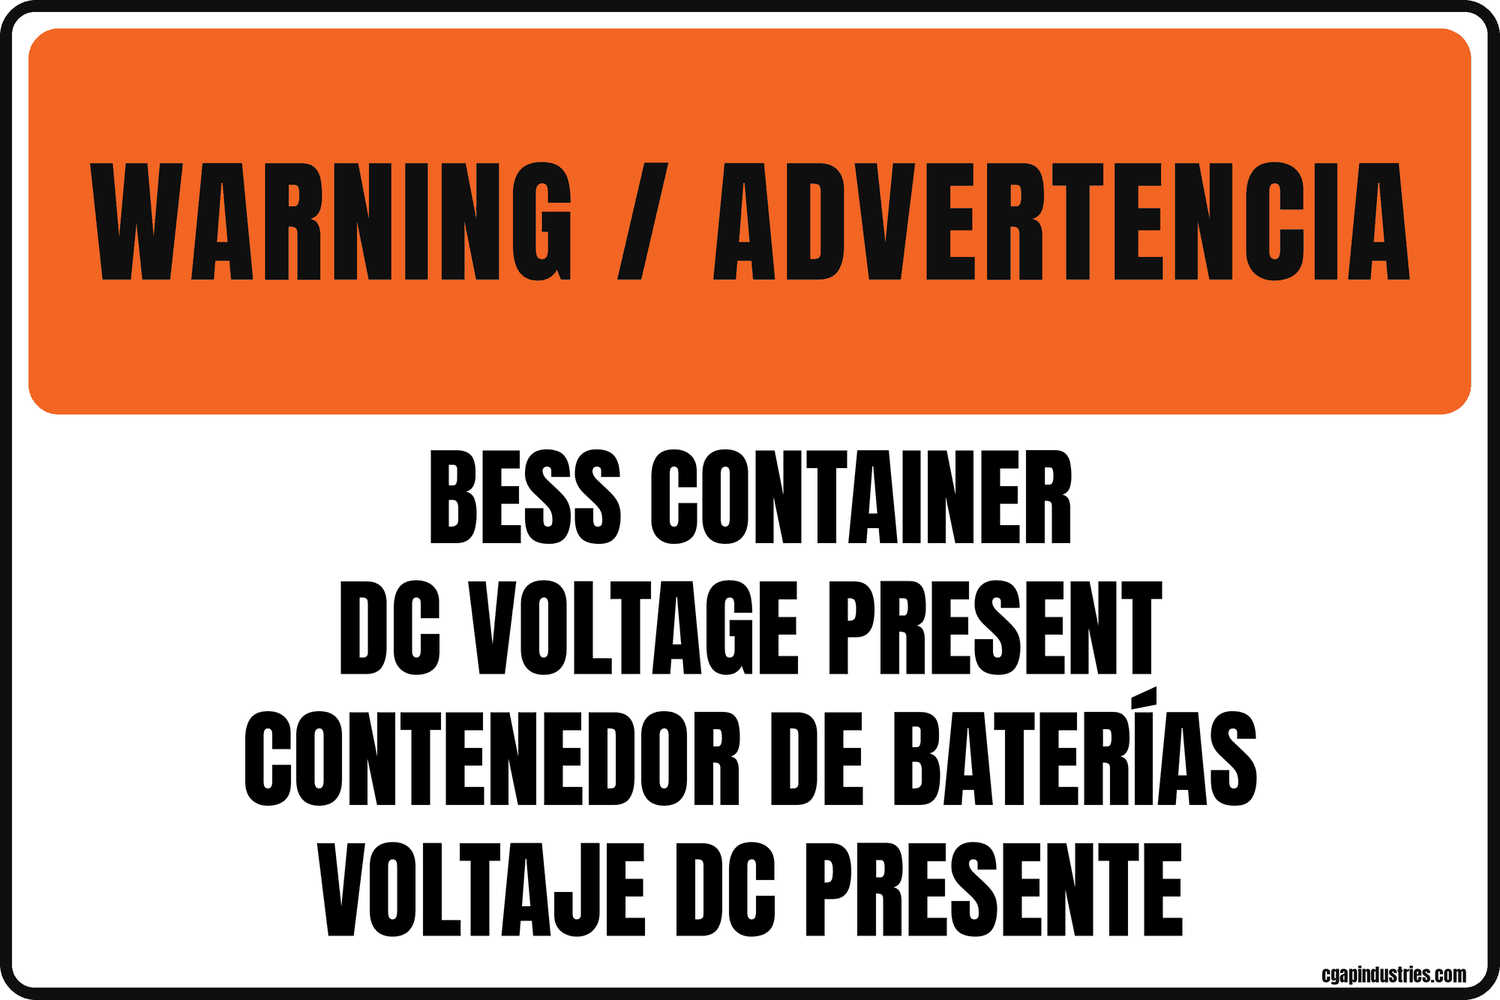 WARNING / ADVERTENCIA
BESS CONTAINER
DC VOLTAGE PRESENT
CONTENEDOR DE BATERÍAS
VOLTAJE DC PRESENTE
cgapindustries.com